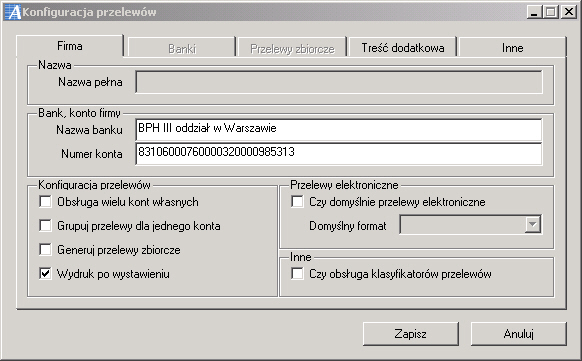 Konfiguracja przelewów
Firma
Banki
Przelewy zbiorcze
Treść dodatkowa
Inne
Nazwa
Nazwa pełna
Bank, konto firmy
Nazwa banku
BPH III oddział w Warszawie
Numer konta
83106000760000320000985313
Konfiguracja przelewów
Obsługa wielu kont własnych
Grupuj przelewy dla jednego konta
Generuj przelewy zbiorcze
Wydruk po wystawieniu
Przelewy elektroniczne
Czy domyślnie przelewy elektroniczne
Domyślny format
Inne
Czy obsługa klasyfikatorów przelewów
Zapisz
Anuluj